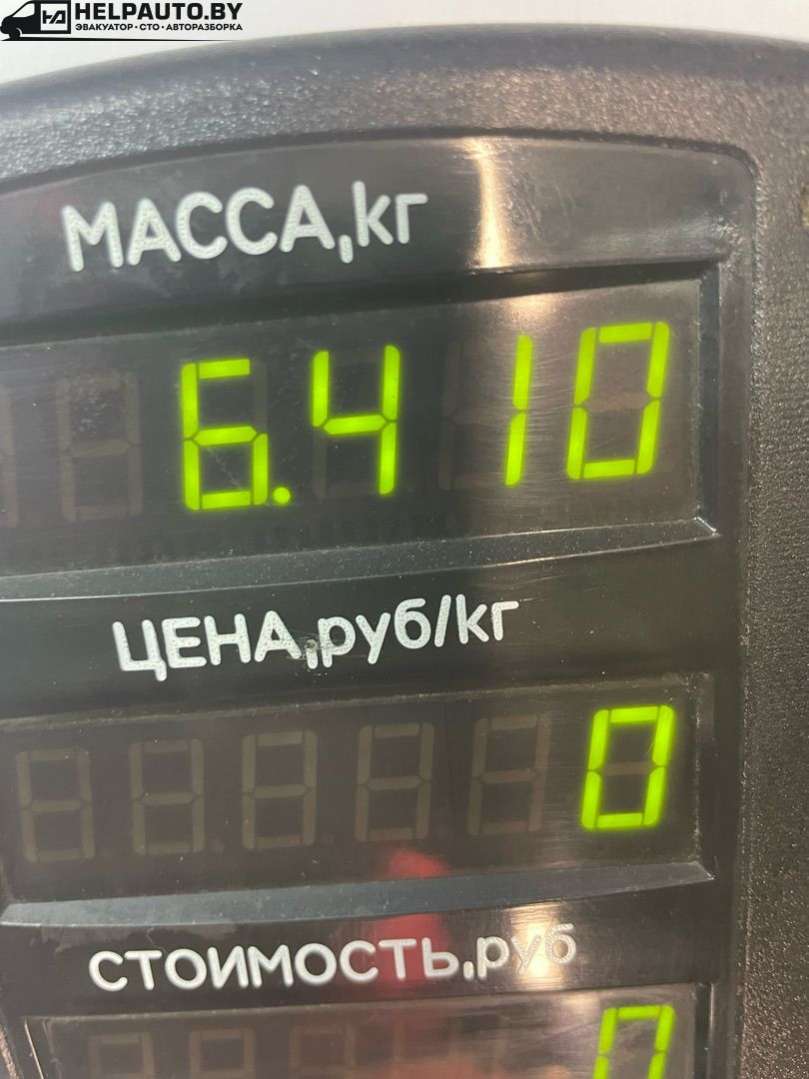 HELPAUTO.BY
ЭВАКУАТОР • СТО • АВТОРАЗБОРКА
МАССА,кг
6.410
ЦЕНА,руб/кг
0
СТОИМОСТЬ,руб
0